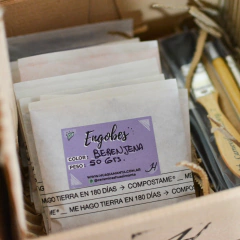 Engobes
COLOR: BERENJENA
PESO: 50 GRS.
ME HAGO TIERRA EN 180 DÍAS → COMPOSTAME
ME HAGO TIERRA EN 180 DÍAS